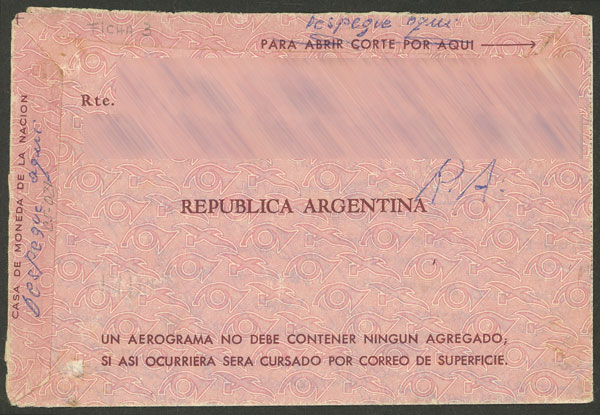 FICHA 3
Despegue aqui
PARA ABRIR CORTE POR AQUI
Rte.
R.A.
REPUBLICA ARGENTINA
UN AEROGRAMA NO DEBE CONTENER NINGUN AGREGADO;
SI ASI OCURRIERA SERA CURSADO POR CORREO DE SUPERFICIE.
CASA DE MONEDA DE LA NACION
Despegue aqui